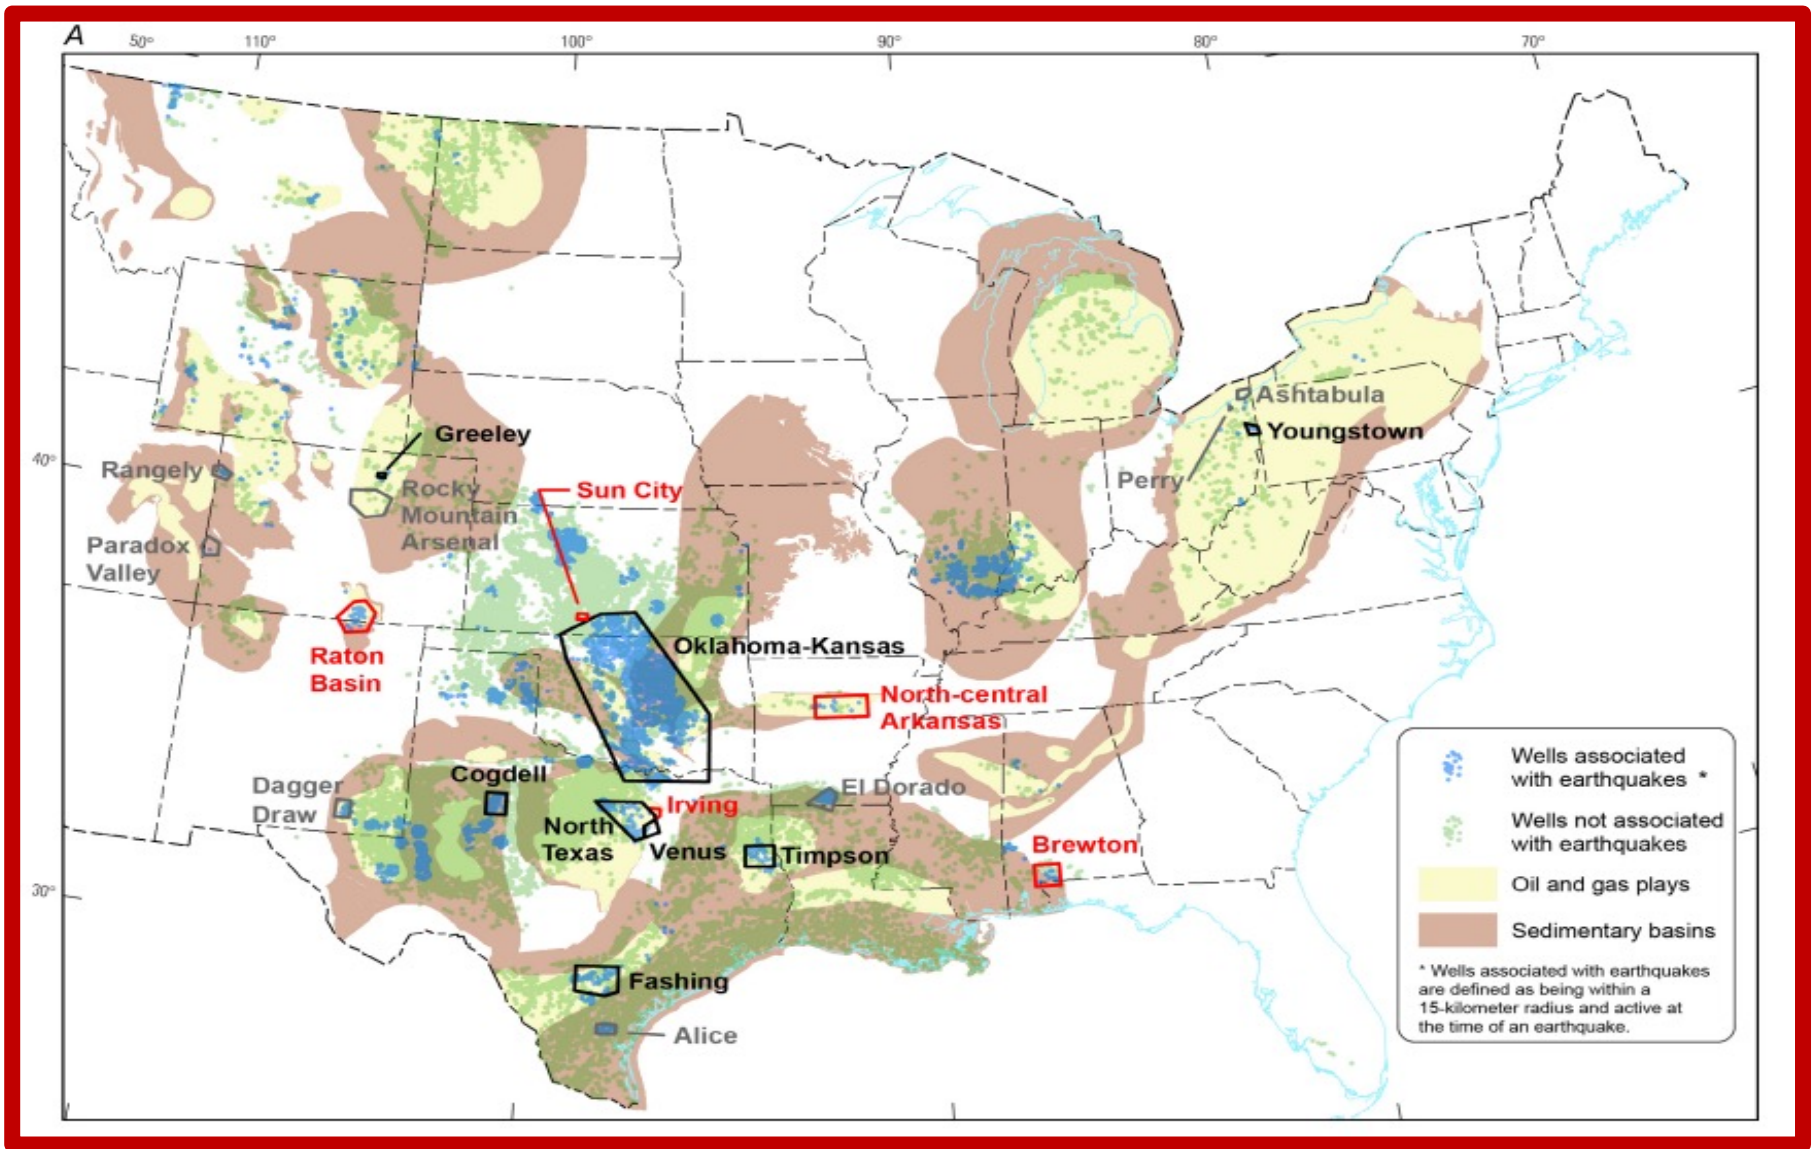 A
50°
110°
100°
90°
80°
70°
40°
30°
Greeley
Rangely
Rocky
Mountain
Arsenal
Sun City
Paradox
Valley
Raton
Basin
Oklahoma-Kansas
North-central
Arkansas
Ashtabula
Youngstown
Perry
Dagger
Draw
Cogdell
El Dorado
Irving
North
Texas
Venus
Timpson
Brewton
Fashing
Alice
Wells associated
with earthquakes *
Wells not associated
with earthquakes
Oil and gas plays
Sedimentary basins
* Wells associated with earthquakes
are defined as being within a
15-kilometer radius and active at
the time of an earthquake.